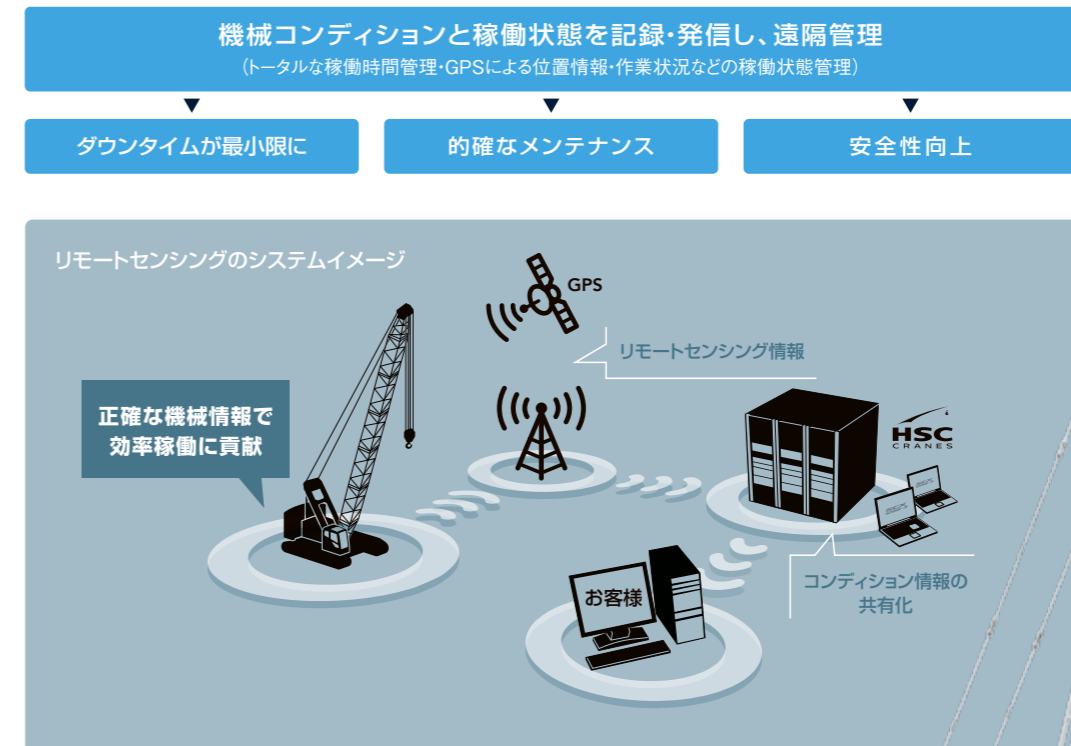 機械コンディションと稼働状態を記録・発信し、遠隔管理
（トータルな稼働時間管理・GPSによる位置情報・作業状況などの稼働状態管理）
ダウンタイムが最小限に
的確なメンテナンス
安全性向上
リモートセンシングのシステムイメージ
GPS
リモートセンシング情報
正確な機械情報で
効率稼働に貢献
HSC
CRANES
お客様
コンディション情報の
共有化